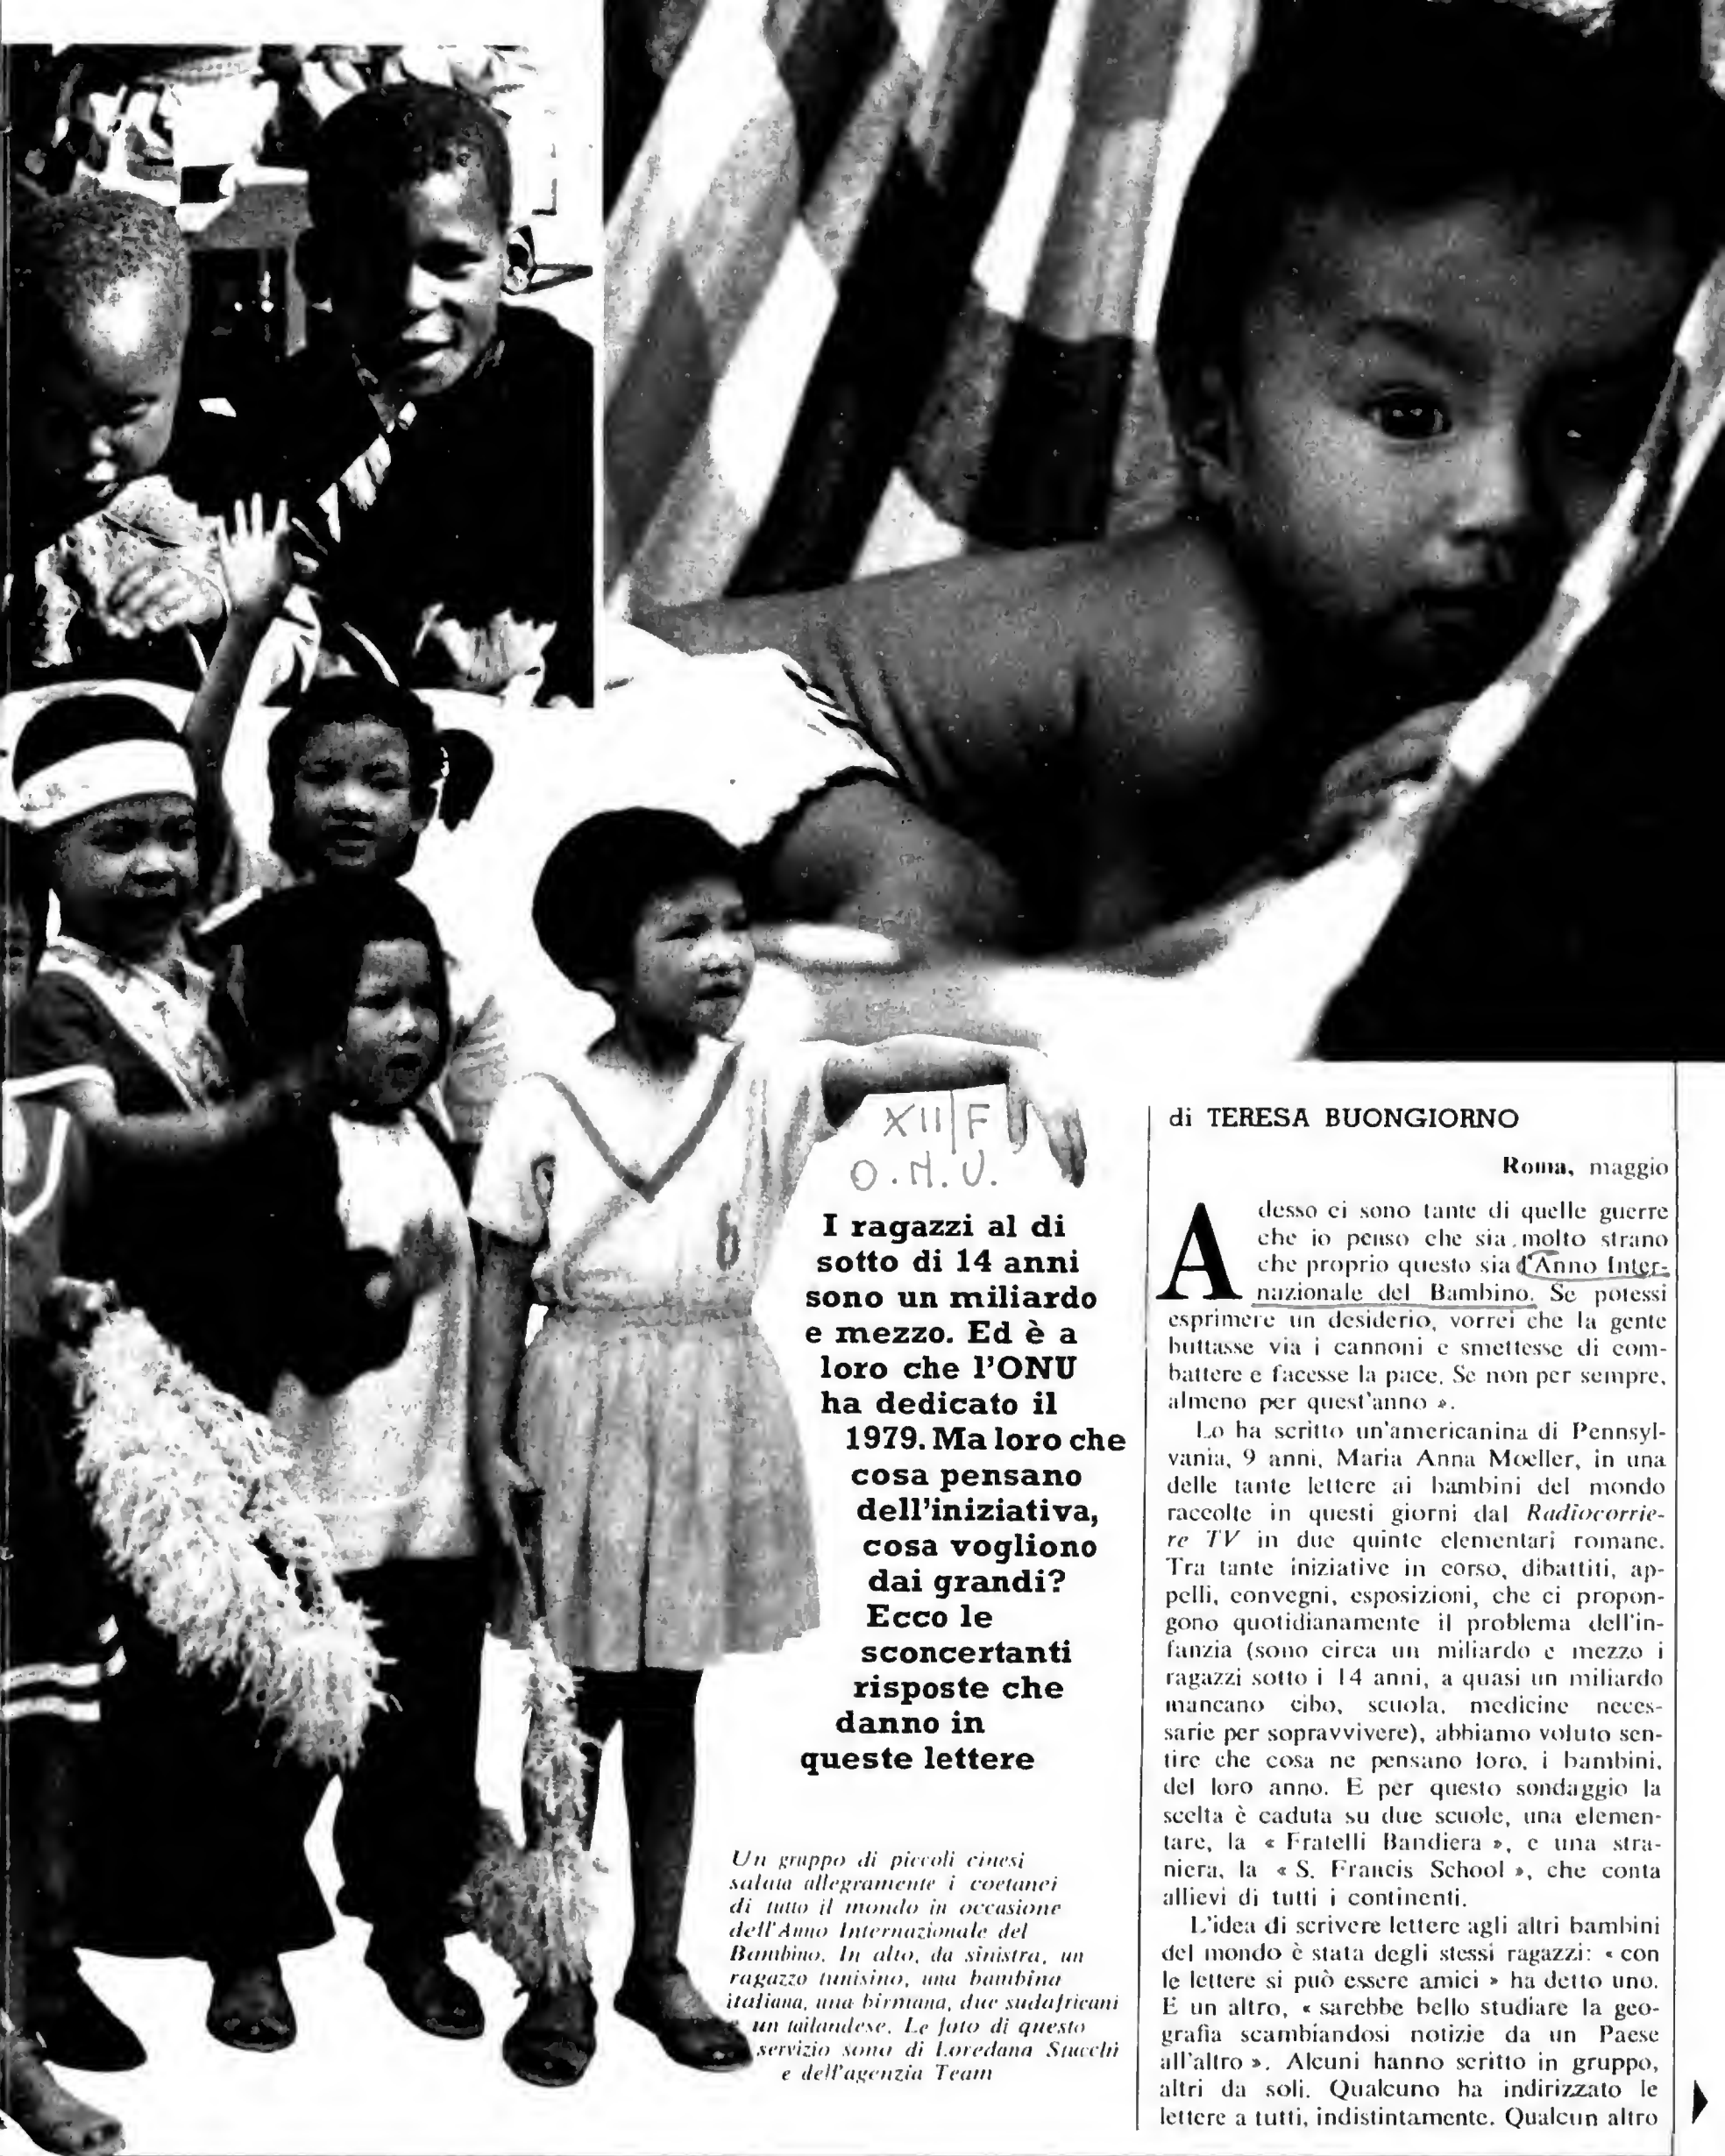 XII F
O.N.U.
I ragazzi al di
sotto di 14 anni
sono un miliardo
e mezzo. Ed è a
loro che l'ONU
ha dedicato il
1979. Ma loro che
cosa pensano
dell'iniziativa,
cosa vogliono
dai grandi?
Ecco le
sconcertanti
risposte che
danno in
queste lettere
Un gruppo di piccoli cinesi
saluta allegramente i coetanei
di tutto il mondo in occasione
dell'Anno Internazionale del
Bambino. In alto, da sinistra, un
ragazzo tunisino, una bambina
italiana, una birmana, due sudafricani
e un tailandese. Le foto di questo
servizio sono di Loredana Stucchi
e dell'agenzia Team
di TERESA BUONGIORNO
Roma, maggio
Adesso ci sono tante di quelle guerre
che io penso che sia molto strano
che proprio questo sia l'Anno Inter-
nazionale del Bambino. Se potessi
esprimere un desiderio, vorrei che la gente
buttasse via i cannoni e smettesse di com-
battere e facesse la pace. Se non per sempre,
almeno per quest'anno ».
Lo ha scritto un'americanina di Pennsyl-
vania, 9 anni, Maria Anna Moeller, in una
delle tante lettere ai bambini del mondo
raccolte in questi giorni dal Radiocorrie-
re TV in due quinte elementari romane.
Tra tante iniziative in corso, dibattiti, ap-
pelli, convegni, esposizioni, che ci propon-
gono quotidianamente il problema dell'in-
fanzia (sono circa un miliardo e mezzo i
ragazzi sotto i 14 anni, a quasi un miliardo
mancano cibo, scuola, medicine neces-
sarie per sopravvivere), abbiamo voluto sen-
tire che cosa ne pensano loro, i bambini,
del loro anno. E per questo sondaggio la
scelta è caduta su due scuole, una elemen-
tare, la « Fratelli Bandiera », e una stra-
niera, la « S. Francis School », che conta
allievi di tutti i continenti.
L'idea di scrivere lettere agli altri bambini
del mondo è stata degli stessi ragazzi: « con
le lettere si può essere amici » ha detto uno.
E un altro, « sarebbe bello studiare la geo-
grafia scambiandosi notizie da un Paese
all'altro ». Alcuni hanno scritto in gruppo,
altri da soli. Qualcuno ha indirizzato le
lettere a tutti, indistintamente. Qualcun altro